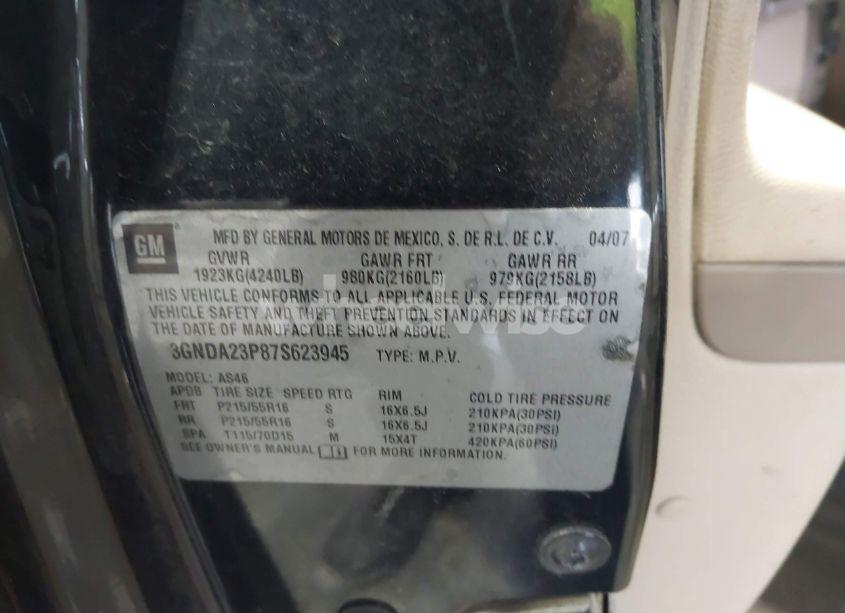 GM
MFD BY GENERAL MOTORS DE MEXICO, S. DE R.L. DE C.V. 04/07
GVWR GAWR FRT GAWR RR
1923KG(4240LB) 980KG(2160LB) 979KG(2158LB)
THIS VEHICLE CONFORMS TO ALL APPLICABLE U.S. FEDERAL MOTOR
VEHICLE SAFETY AND THEFT PREVENTION STANDARDS IN EFFECT ON
THE DATE OF MANUFACTURE SHOWN ABOVE.
3GNDA23P87S623945 TYPE: M.P.V.
MODEL: AS46
APDB TIRE SIZE SPEED RTG RIM COLD TIRE PRESSURE
FRT P215/55R16 S 16X6.5J 210KPA(30PSI)
RR P215/55R16 S 16X6.5J 210KPA(30PSI)
SPA T115/70D15 M 15X4T 420KPA(60PSI)
SEE OWNER'S MANUAL FOR MORE INFORMATION.